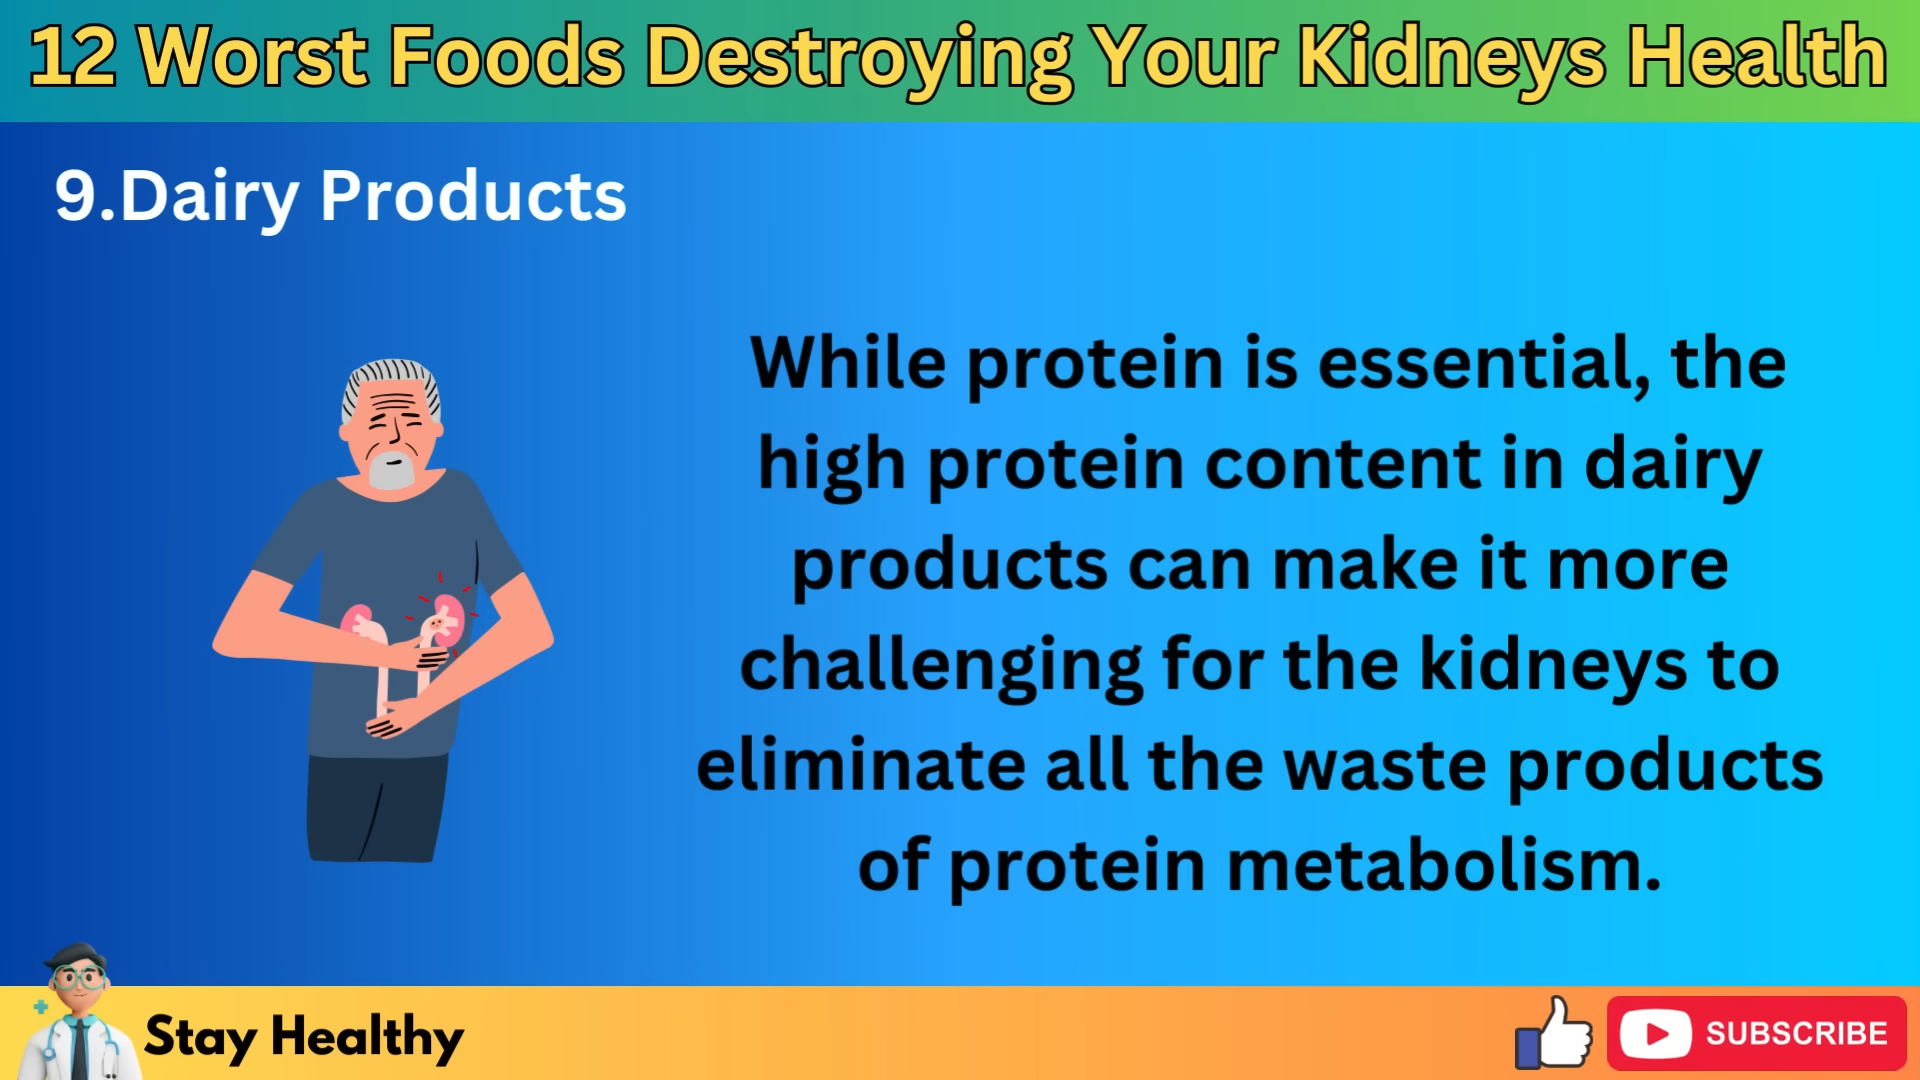 12 Worst Foods Destroying Your Kidneys Health
9.Dairy Products
While protein is essential, the
high protein content in dairy
products can make it more
challenging for the kidneys to
eliminate all the waste products
of protein metabolism.
Stay Healthy
SUBSCRIBE